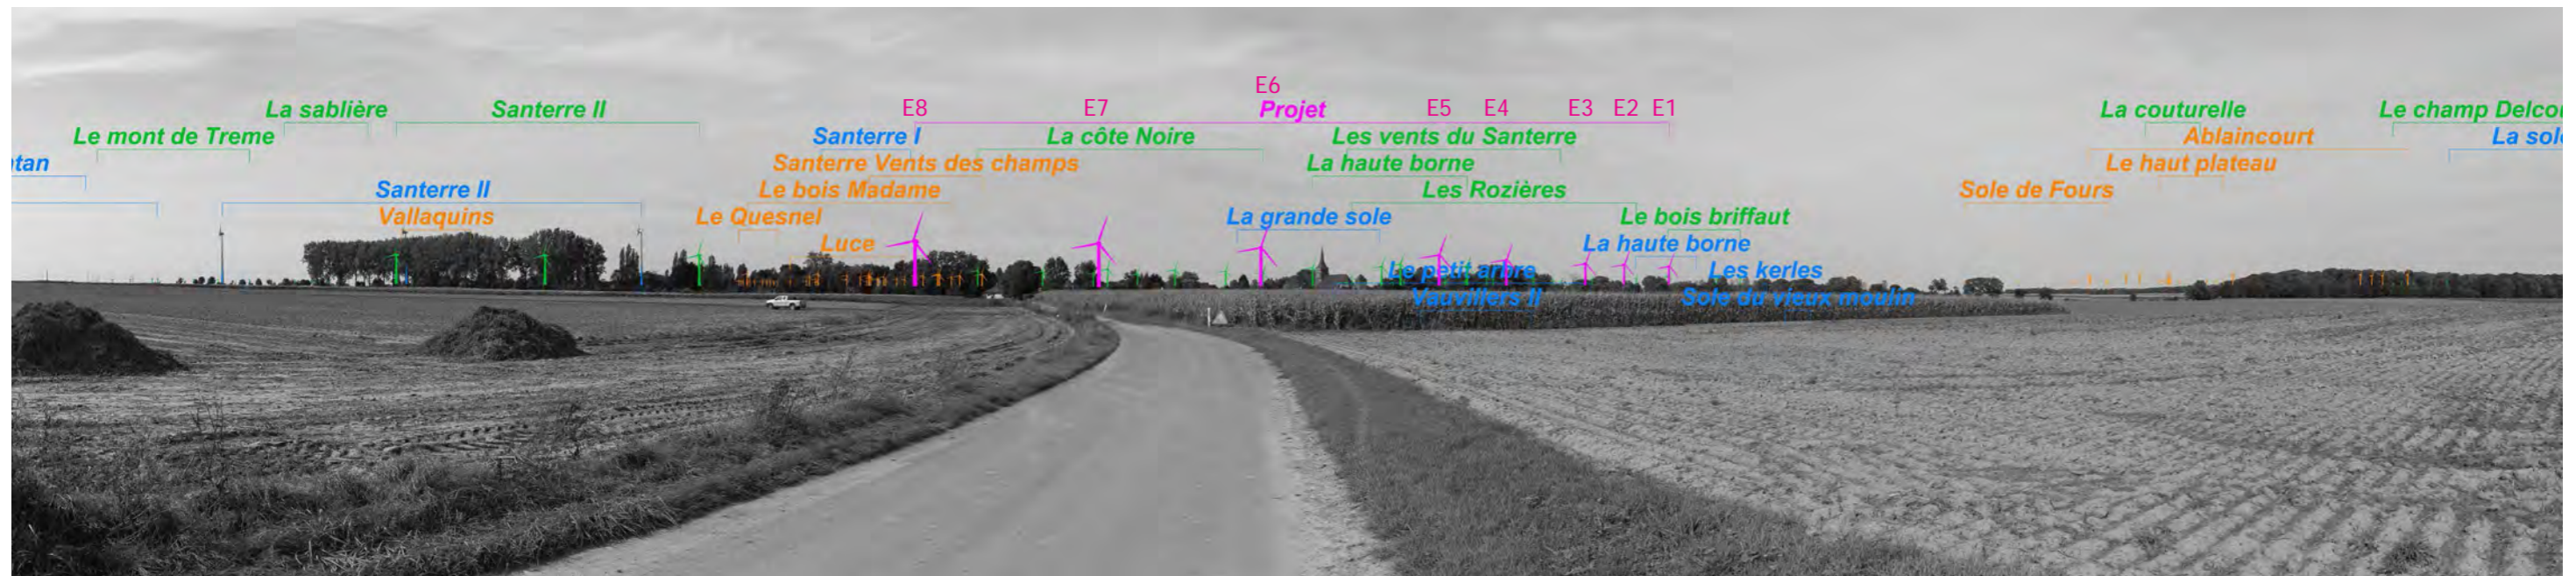 E6
La sablière Santerre II E8 E7 Projet E5 E4 E3 E2 E1 La couturelle Le champ Delcou
Le mont de Treme Santerre I La côte Noire Les vents du Santerre Ablaincourt La sole
tan Santerre Vents des champs La haute borne Le haut plateau
Santerre II Le bois Madame Les Rozières Sole de Fours
Vallaquins Le Quesnel La grande sole Le bois briffaut
Luce La haute borne
Le petit arbre Les kerles
Vauvillers II Sole du vieux moulin